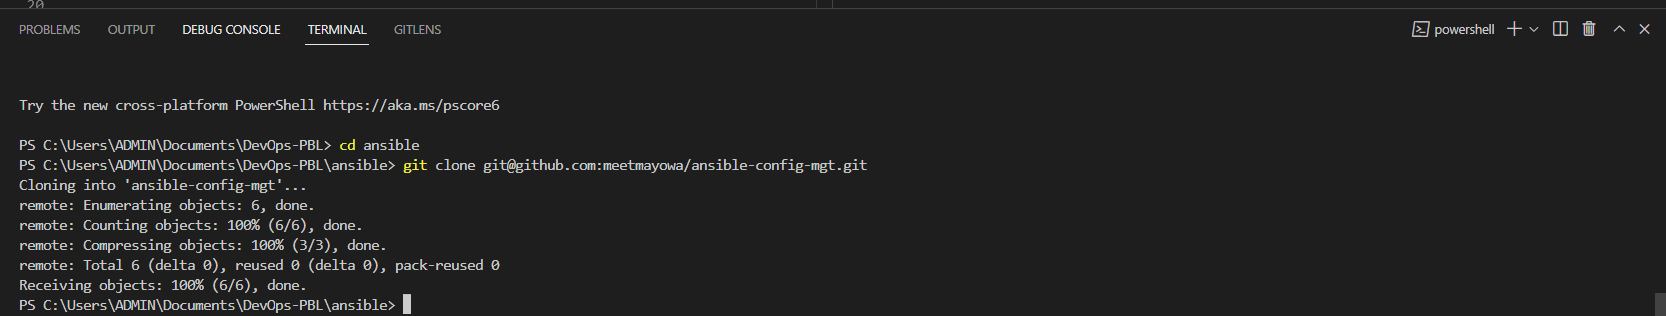 20
PROBLEMS OUTPUT DEBUG CONSOLE TERMINAL GITLENS powershell
Try the new cross-platform PowerShell https://aka.ms/pscore6
PS C:\Users\ADMIN\Documents\DevOps-PBL> cd ansible
PS C:\Users\ADMIN\Documents\DevOps-PBL\ansible> git clone git@github.com:meetmayowa/ansible-config-mgt.git
Cloning into 'ansible-config-mgt'...
remote: Enumerating objects: 6, done.
remote: Counting objects: 100% (6/6), done.
remote: Compressing objects: 100% (3/3), done.
remote: Total 6 (delta 0), reused 0 (delta 0), pack-reused 0
Receiving objects: 100% (6/6), done.
PS C:\Users\ADMIN\Documents\DevOps-PBL\ansible>